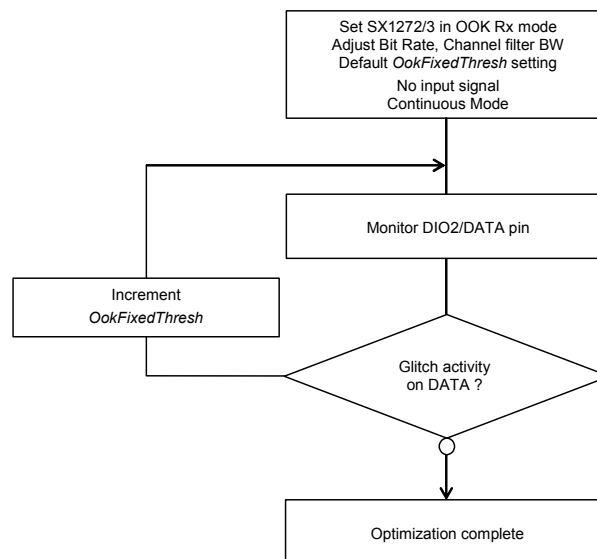 Set SX1272/3 in OOK Rx mode
Adjust Bit Rate, Channel filter BW
Default OokFixedThresh setting
No input signal
Continuous Mode
Monitor DIO2/DATA pin
Increment
OokFixedThresh
Glitch activity
on DATA ?
Optimization complete